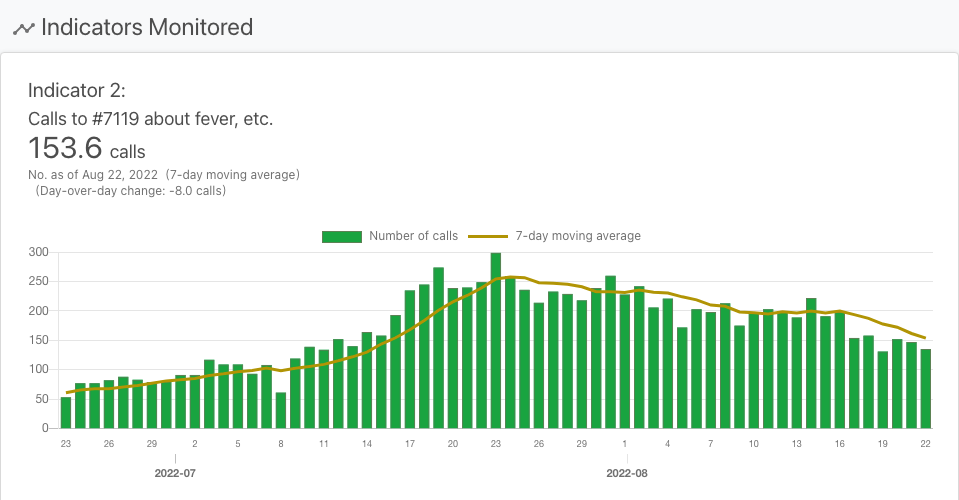 Indicators Monitored
Indicator 2:
Calls to #7119 about fever, etc.
153.6 calls
No. as of Aug 22, 2022 (7-day moving average)
(Day-over-day change: -8.0 calls)
Number of calls 7-day moving average
300
250
200
150
100
50
0
23 26 29 2 5 8 11 14 17 20 23 26 29 1 4 7 10 13 16 19 22
2022-07 2022-08